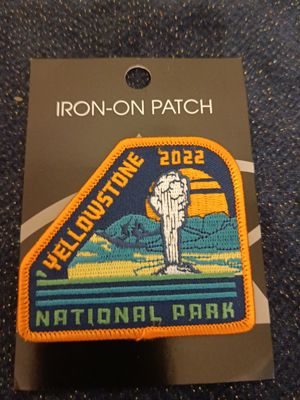 IRON-ON PATCH
YELLOWSTONE
2022
NATIONAL PARK